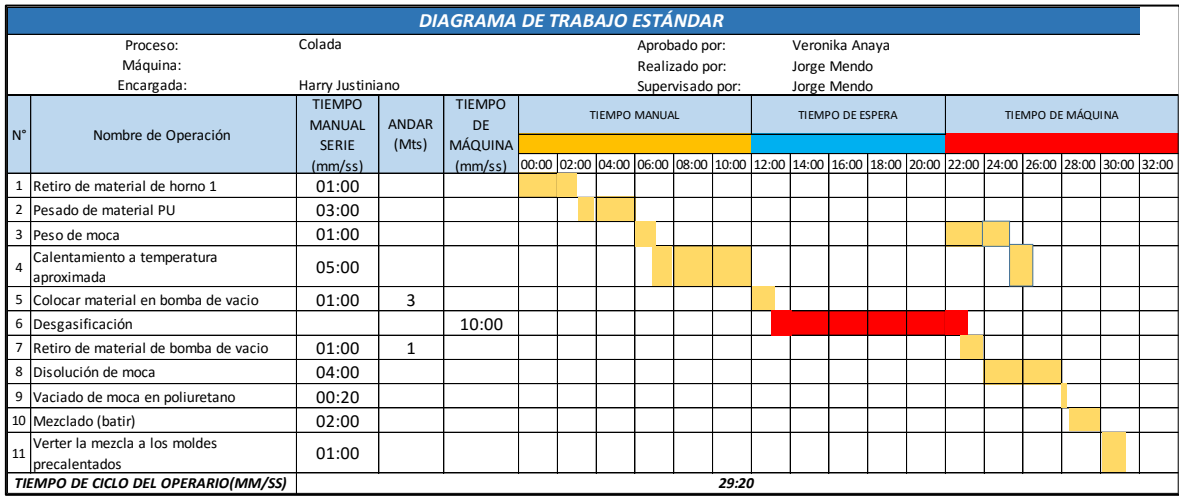 DIAGRAMA DE TRABAJO ESTÁNDAR
Proceso: Colada Aprobado por: Veronika Anaya
Máquina: Realizado por: Jorge Mendo
Encargada: Harry Justiniano Supervisado por: Jorge Mendo
N° Nombre de Operación TIEMPO MANUAL SERIE (mm/ss) ANDAR (Mts) TIEMPO DE MÁQUINA (mm/ss) TIEMPO MANUAL TIEMPO DE ESPERA TIEMPO DE MÁQUINA
00:00 02:00 04:00 06:00 08:00 10:00 12:00 14:00 16:00 18:00 20:00 22:00 24:00 26:00 28:00 30:00 32:00
1 Retiro de material de horno 1 01:00
2 Pesado de material PU 03:00
3 Peso de moca 01:00
4 Calentamiento a temperatura aproximada 05:00
5 Colocar material en bomba de vacio 01:00 3
6 Desgasificación 10:00
7 Retiro de material de bomba de vacio 01:00 1
8 Disolución de moca 04:00
9 Vaciado de moca en poliuretano 00:20
10 Mezclado (batir) 02:00
11 Verter la mezcla a los moldes precalentados 01:00
TIEMPO DE CICLO DEL OPERARIO(MM/SS) 29:20